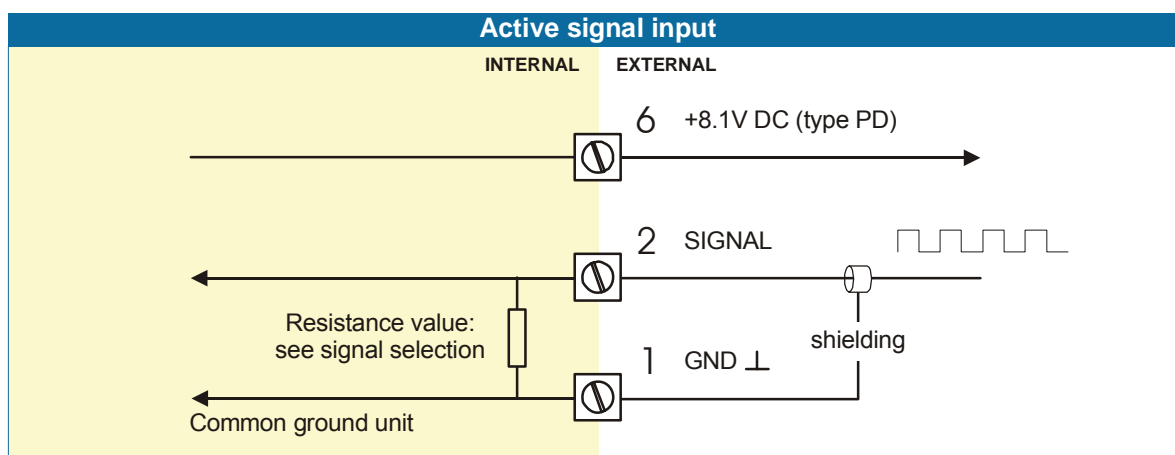 Active signal input
INTERNAL EXTERNAL
6 +8.1V DC (type PD)
2 SIGNAL
Resistance value:
see signal selection
shielding
1 GND ⊥
Common ground unit